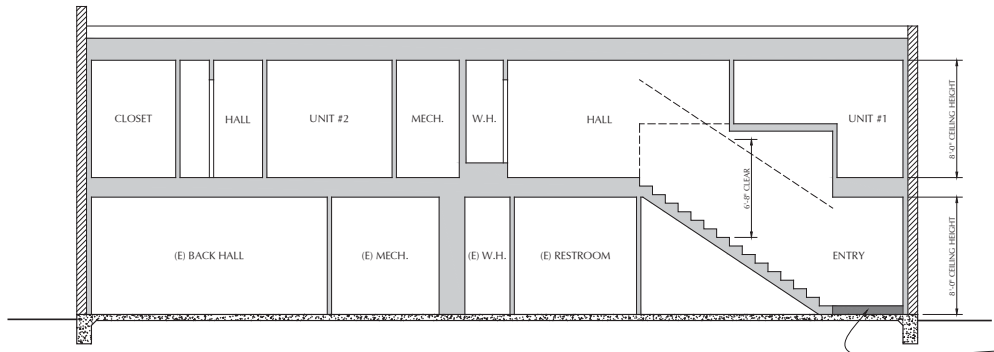 CLOSET
HALL
UNIT #2
MECH.
W.H.
HALL
UNIT #1
8'-0" CEILING HEIGHT
6'-8" CLEAR
(E) BACK HALL
(E) MECH.
(E) W.H.
(E) RESTROOM
ENTRY
8'-0" CEILING HEIGHT